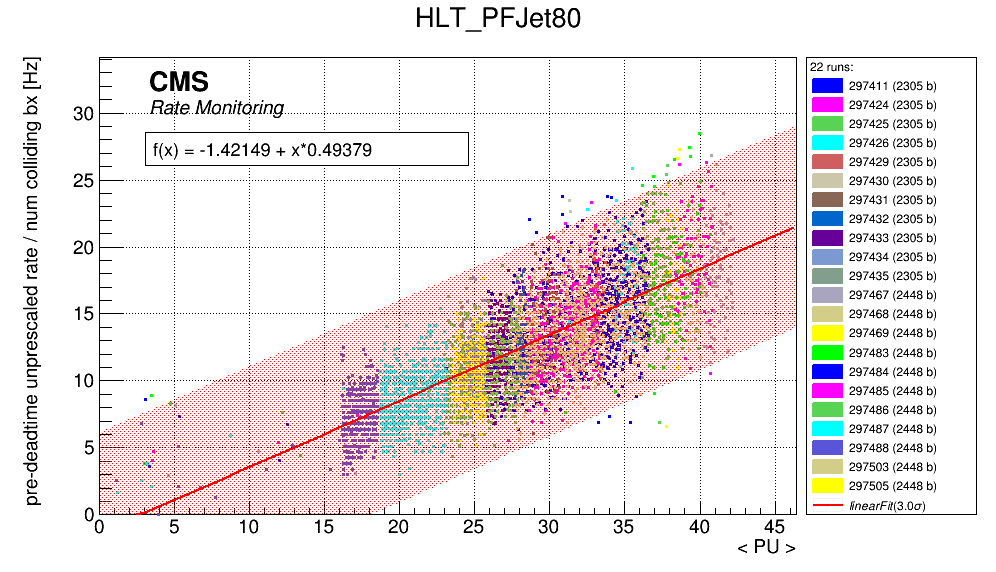 HLT_PFJet80
pre-deadtime unprescaled rate / num colliding bx [Hz]
CMS
Rate Monitoring
f(x) = -1.42149 + x*0.49379
30
25
20
15
10
5
0
0 5 10 15 20 25 30 35 40 45
< PU >
22 runs:
297411 (2305 b)
297424 (2305 b)
297425 (2305 b)
297426 (2305 b)
297429 (2305 b)
297430 (2305 b)
297431 (2305 b)
297432 (2305 b)
297433 (2305 b)
297434 (2305 b)
297435 (2305 b)
297467 (2448 b)
297468 (2448 b)
297469 (2448 b)
297483 (2448 b)
297484 (2448 b)
297485 (2448 b)
297486 (2448 b)
297487 (2448 b)
297488 (2448 b)
297503 (2448 b)
297505 (2448 b)
linearFit(3.0σ)